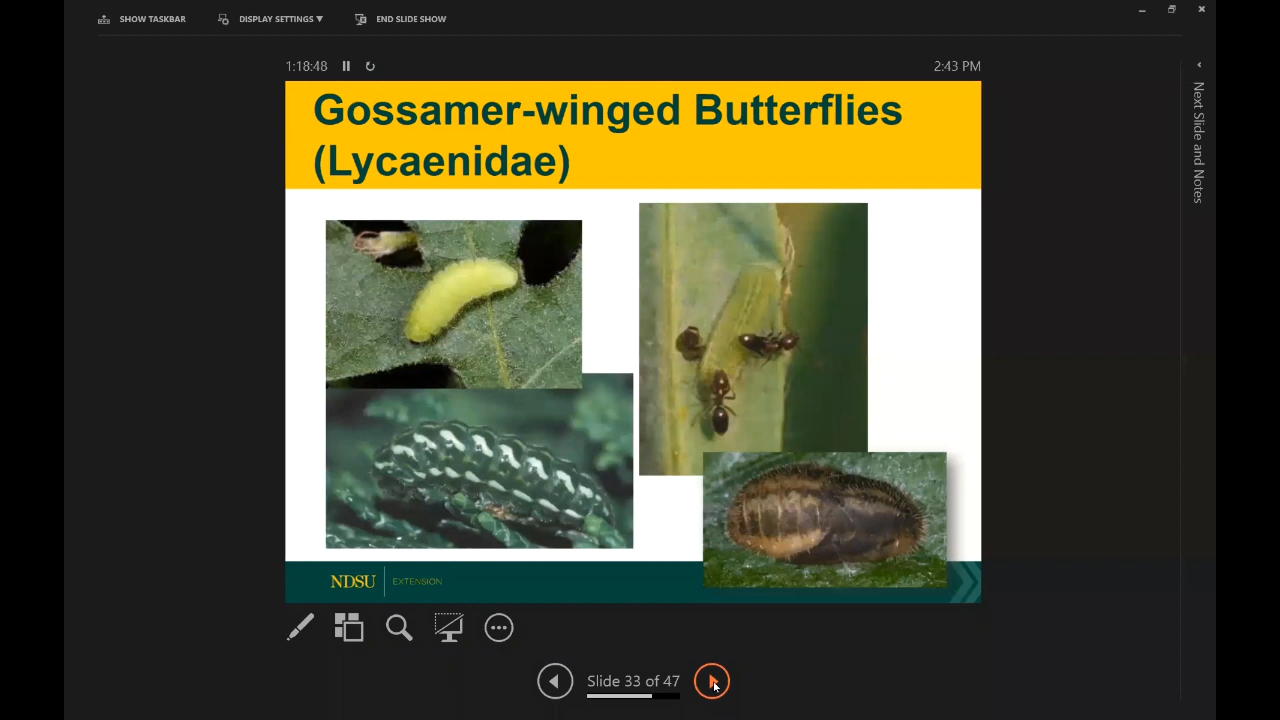 SHOW TASKBAR
DISPLAY SETTINGS ▼
END SLIDE SHOW
1:18:48
2:43 PM
Gossamer-winged Butterflies
(Lycaenidae)
Next Slide and Notes
NDSU
EXTENSION
Slide 33 of 47